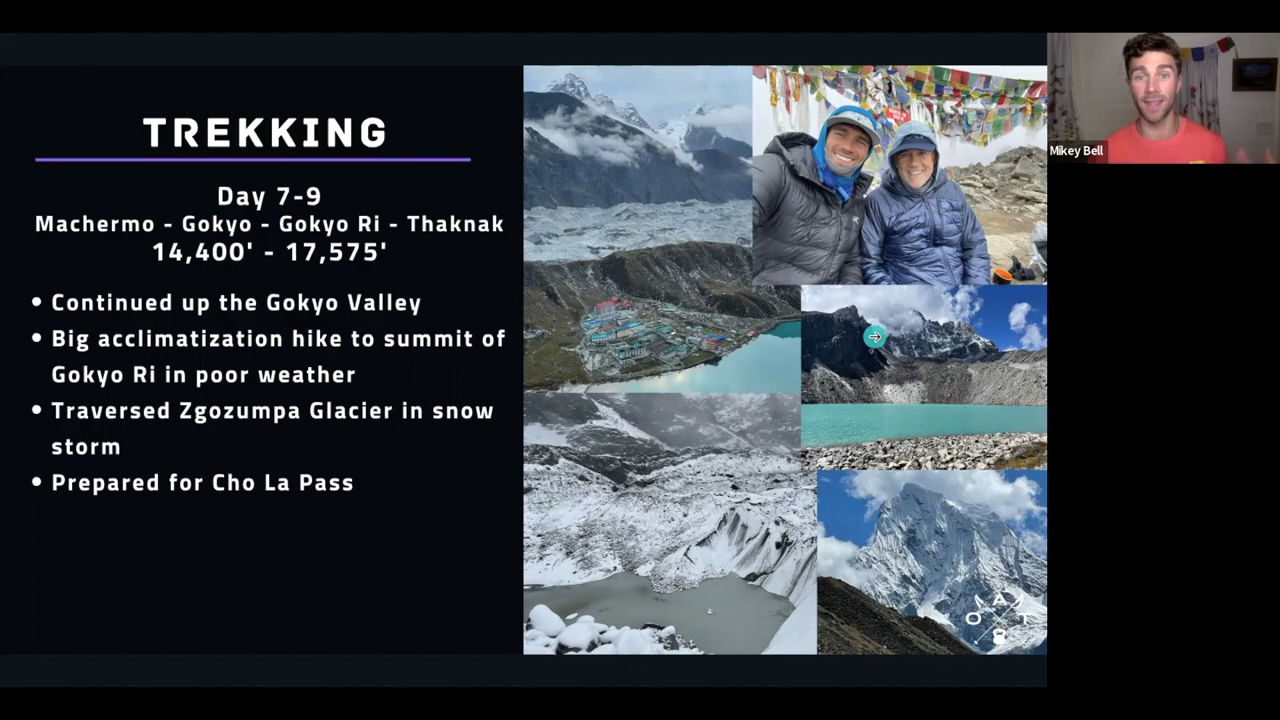 TREKKING
Day 7-9
Machermo - Gokyo - Gokyo Ri - Thaknak
14,400' - 17,575'
• Continued up the Gokyo Valley
• Big acclimatization hike to summit of
Gokyo Ri in poor weather
• Traversed Zgozumpa Glacier in snow
storm
• Prepared for Cho La Pass
A
O T
Mikey Bell